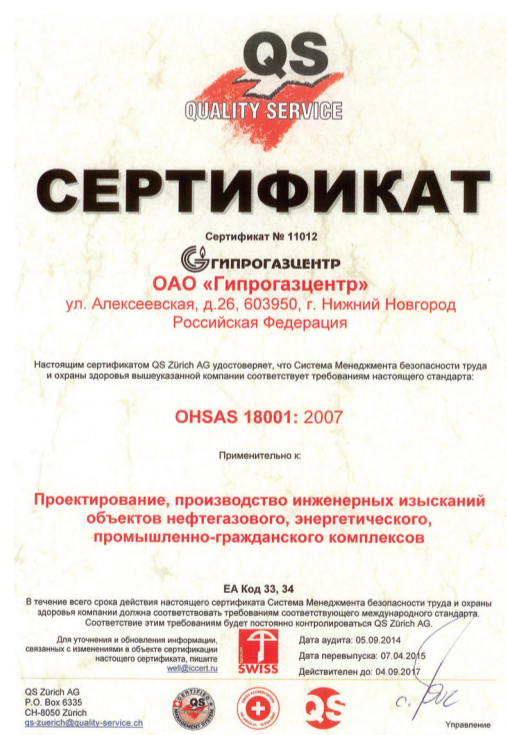 QS
QUALITY SERVICE
СЕРТИФИКАТ
Сертификат № 11012
ГИПРОГАЗЦЕНТР
ОАО «Гипрогазцентр»
ул. Алексеевская, д.26, 603950, г. Нижний Новгород
Российская Федерация
Настоящим сертификатом QS Zürich AG удостоверяет, что Система Менеджмента безопасности труда
и охраны здоровья вышеуказанной компании соответствует требованиям настоящего стандарта:
OHSAS 18001: 2007
Применительно к:
Проектирование, производство инженерных изысканий
объектов нефтегазового, энергетического,
промышленно-гражданского комплексов
EA Код 33, 34
В течение всего срока действия настоящего сертификата Система Менеджмента безопасности труда и охраны
здоровья компании должна соответствовать требованиям соответствующего международного стандарта.
Соответствие этим требованиям будет постоянно контролироваться QS Zürich AG.
Для уточнения и обновления информации,
связанных с изменениями в объекте сертификации
настоящего сертификата, пишите
well@iccert.ru
SWISS
Дата аудита: 05.09.2014
Дата перевыпуска: 07.04.2015
Действителен до: 04.09.2017
QS Zürich AG
P.O. Box 6335
CH-8050 Zürich
qs-zuerich@quality-service.ch
CERTIFIED
QS
MANAGEMENT SYSTEM
QS
Управление